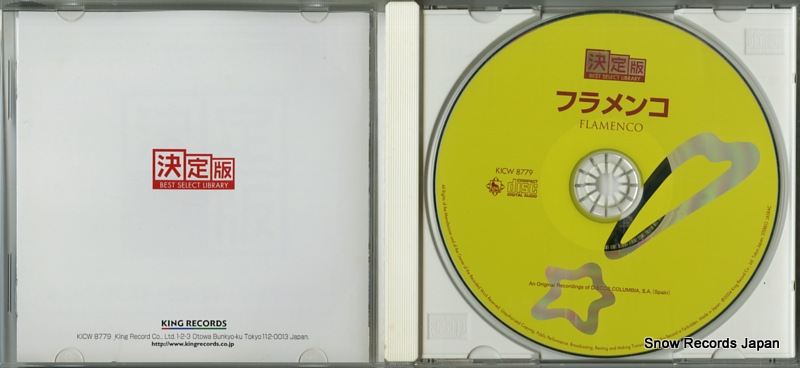 決定版
BEST SELECT LIBRARY
KING RECORDS
KICW 8779 King Record Co., Ltd. 1-2-3 Otowa Bunkyo-ku Tokyo 112-0013 Japan.
http://www.kingrecords.co.jp
決定版
BEST SELECT LIBRARY
フラメンコ
FLAMENCO
KICW 8779
COMPACT
disc
DIGITAL AUDIO
An Original Recordings of DISCOS COLUMBIA, S.A. (Spain)
Snow Records Japan